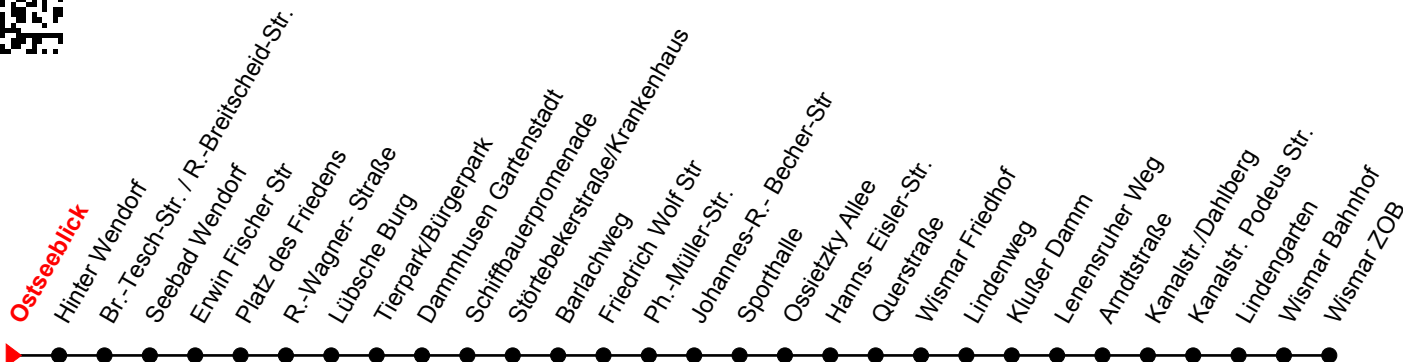 Ostseeblick
Hinter Wendorf
Br.-Tesch-Str. / R.-Breitscheid-Str.
Seebad Wendorf
Erwin Fischer Str
Platz des Friedens
R.-Wagner- Straße
Lübsche Burg
Tierpark/Bürgerpark
Dammhusen Gartenstadt
Schiffbauerpromenade
Störtebekerstraße/Krankenhaus
Barlachweg
Friedrich Wolf Str
Ph.-Müller-Str.
Johannes-R.- Becher-Str
Sporthalle
Ossietzky Allee
Hanns- Eisler-Str.
Querstraße
Wismar Friedhof
Lindenweg
Klußer Damm
Lenensruher Weg
Arndtstraße
Kanalstr./Dahlberg
Kanalstr. Podeus Str.
Lindengarten
Wismar Bahnhof
Wismar ZOB